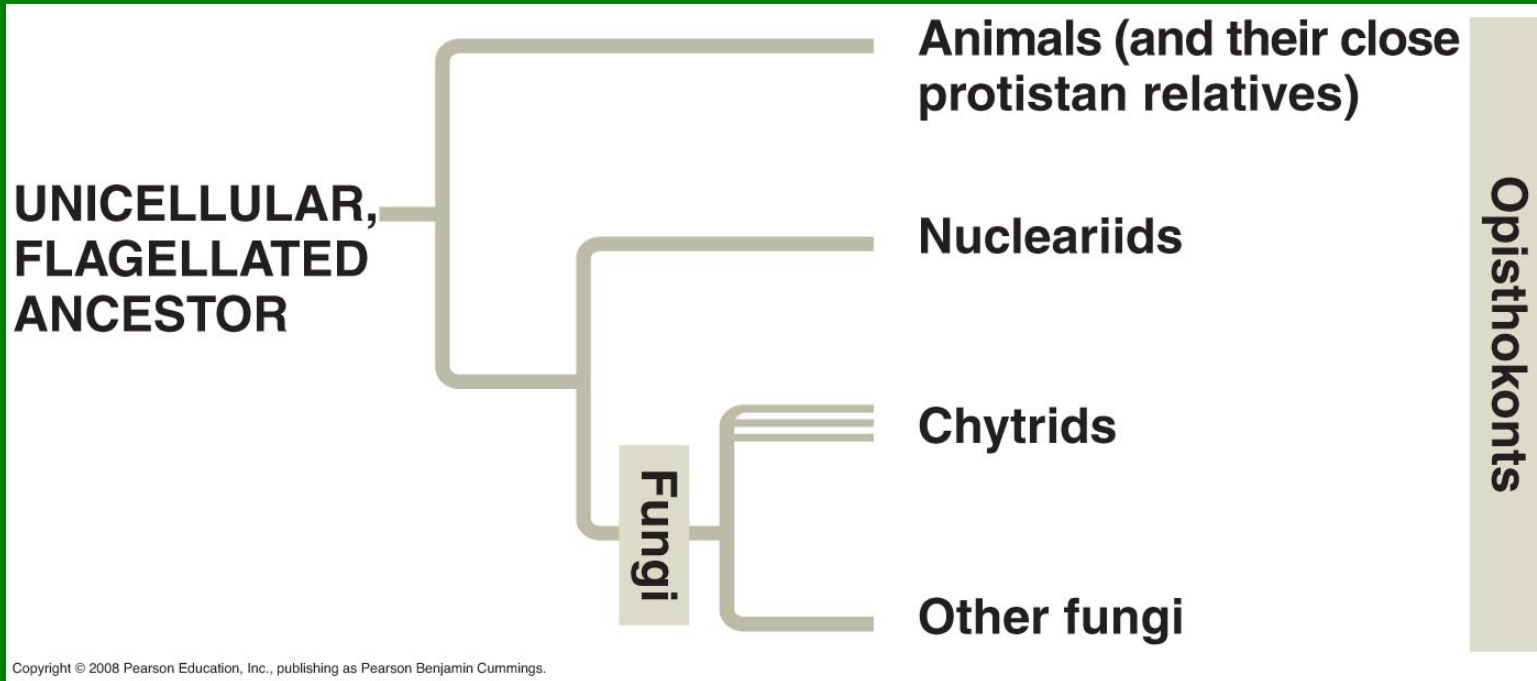 Animals (and their close
protistan relatives)
UNICELLULAR,
FLAGELLATED
ANCESTOR
Nucleariids
Chytrids
Fungi
Other fungi
Opisthokonts
Copyright © 2008 Pearson Education, Inc., publishing as Pearson Benjamin Cummings.